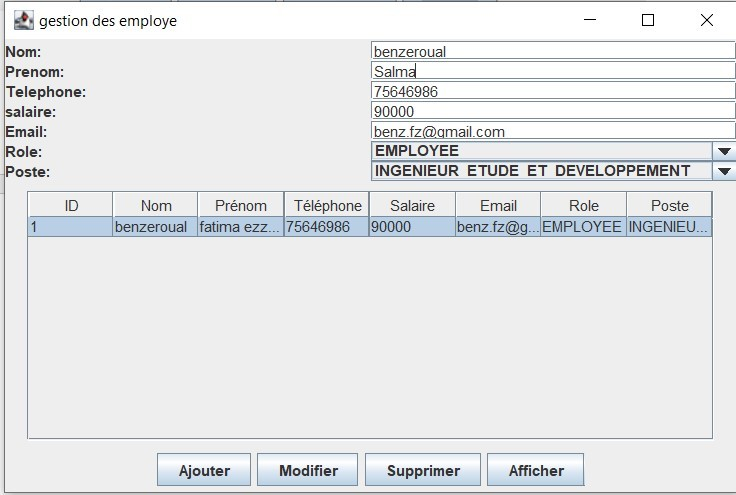 gestion des employe
Nom: benzeroual
Prenom: Salma
Telephone: 75646986
salaire: 90000
Email: benz.fz@gmail.com
Role: EMPLOYEE
Poste: INGENIEUR ETUDE ET DEVELOPPEMENT
ID Nom Prénom Téléphone Salaire Email Role Poste
1 benzeroual fatima ezz... 75646986 90000 benz.fz@g... EMPLOYEE INGENIEU...
Ajouter Modifier Supprimer Afficher